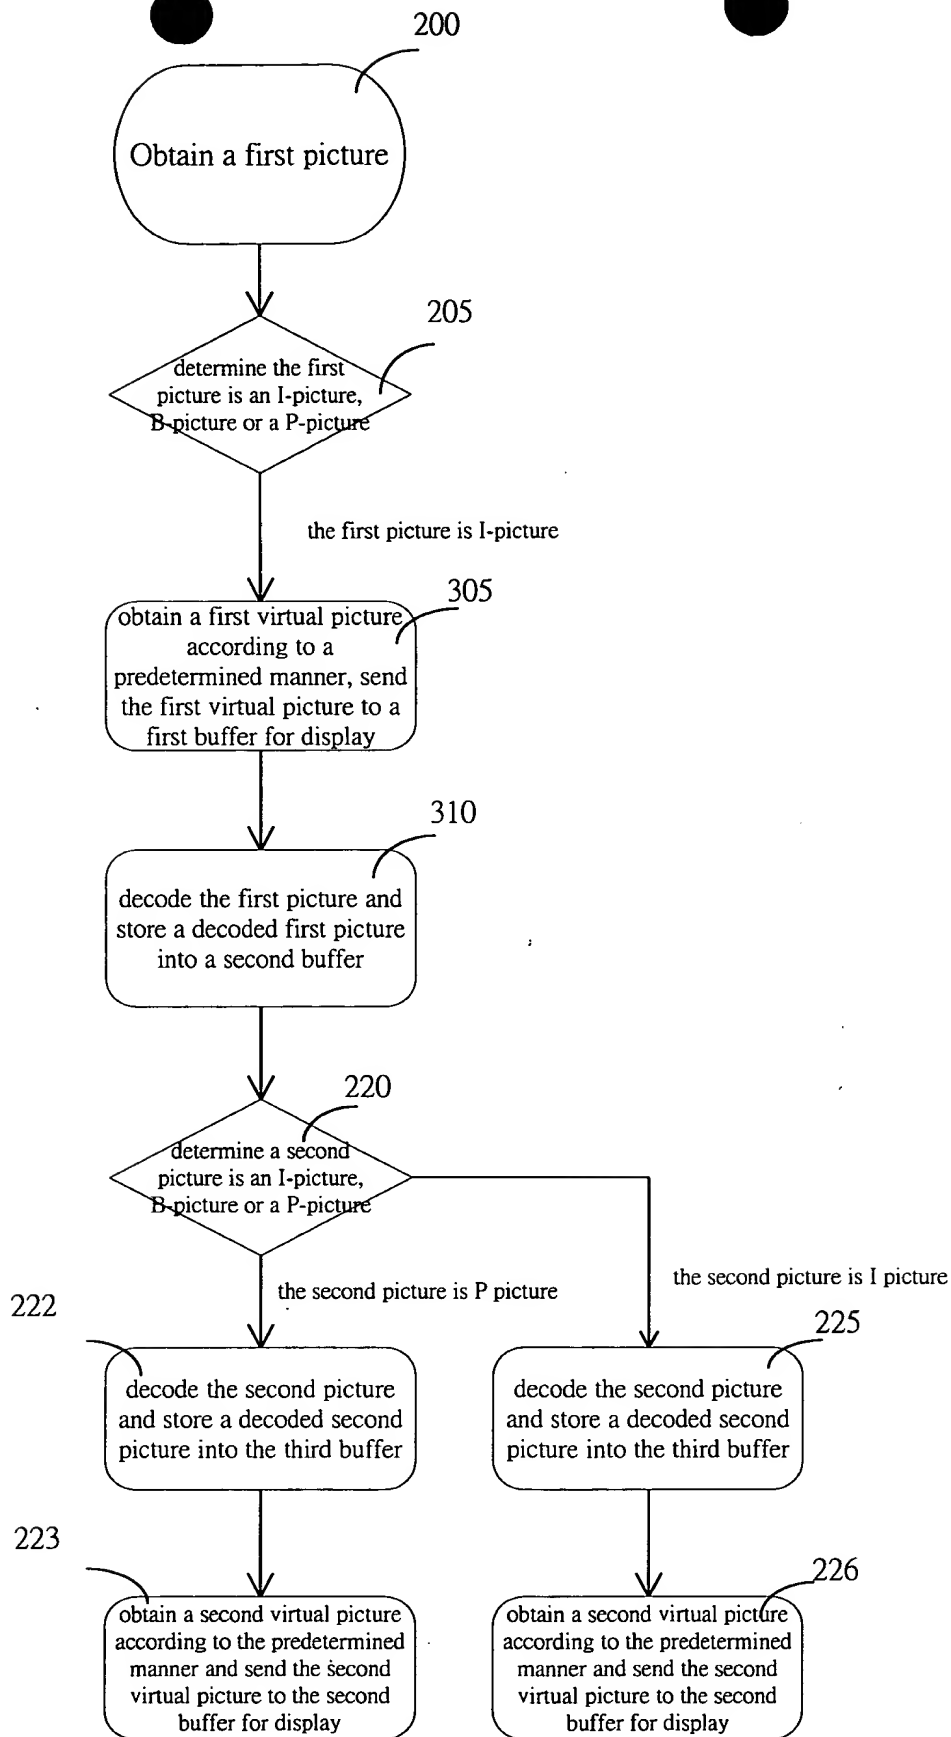 200
Obtain a first picture
205
determine the first
picture is an I-picture,
B-picture or a P-picture
the first picture is I-picture
305
obtain a first virtual picture
according to a
predetermined manner, send
the first virtual picture to a
first buffer for display
310
decode the first picture and
store a decoded first picture
into a second buffer
220
determine a second
picture is an I-picture,
B-picture or a P-picture
the second picture is P picture
the second picture is I picture
222
decode the second picture
and store a decoded second
picture into the third buffer
225
decode the second picture
and store a decoded second
picture into the third buffer
223
obtain a second virtual picture
according to the predetermined
manner and send the second
virtual picture to the second
buffer for display
226
obtain a second virtual picture
according to the predetermined
manner and send the second
virtual picture to the second
buffer for display